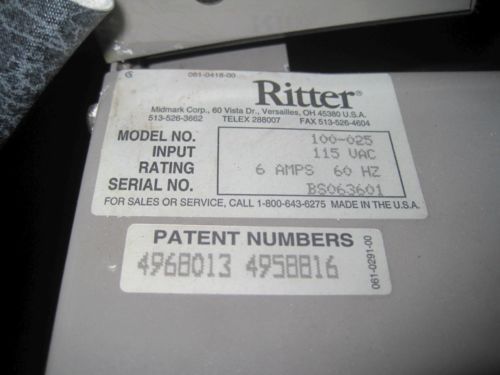 061-0418-00
Ritter®
Midmark Corp., 60 Vista Dr., Versailles, OH 45380 U.S.A.
513-526-3662 TELEX 288007 FAX 513-526-4604
MODEL NO. 100-025
INPUT 115 VAC
RATING 6 AMPS 60 HZ
SERIAL NO. BS063601
FOR SALES OR SERVICE, CALL 1-800-643-6275 MADE IN THE U.S.A.
PATENT NUMBERS
4968013 4958816
061-0291-00